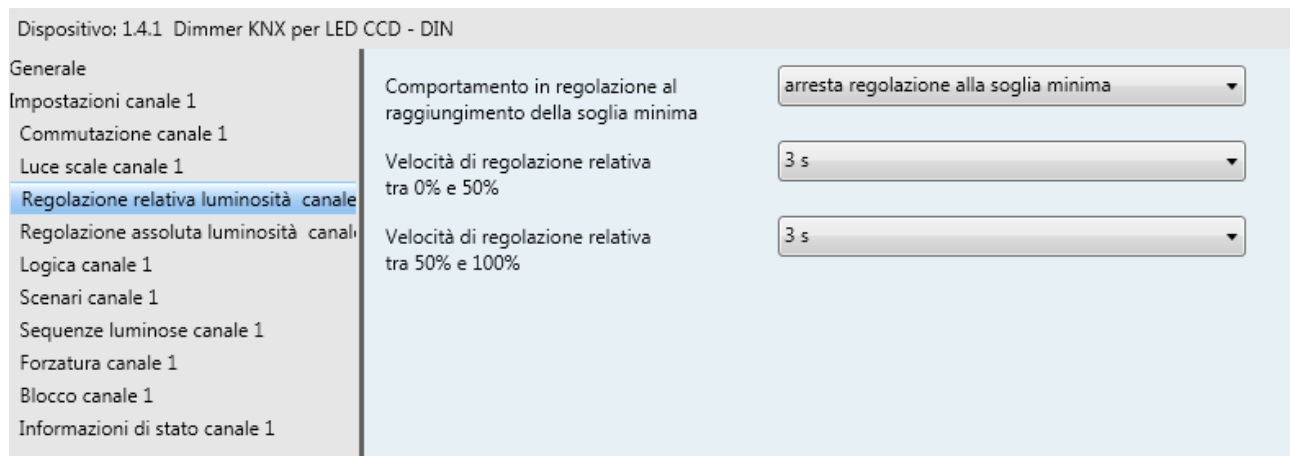 Dispositivo: 1.4.1 Dimmer KNX per LED CCD - DIN
Generale
Impostazioni canale 1
Commutazione canale 1
Luce scale canale 1
Regolazione relativa luminosità canale
Regolazione assoluta luminosità canal
Logica canale 1
Scenari canale 1
Sequenze luminose canale 1
Forzatura canale 1
Blocco canale 1
Informazioni di stato canale 1
Comportamento in regolazione al
raggiungimento della soglia minima
arresta regolazione alla soglia minima
Velocità di regolazione relativa
tra 0% e 50%
3 s
Velocità di regolazione relativa
tra 50% e 100%
3 s